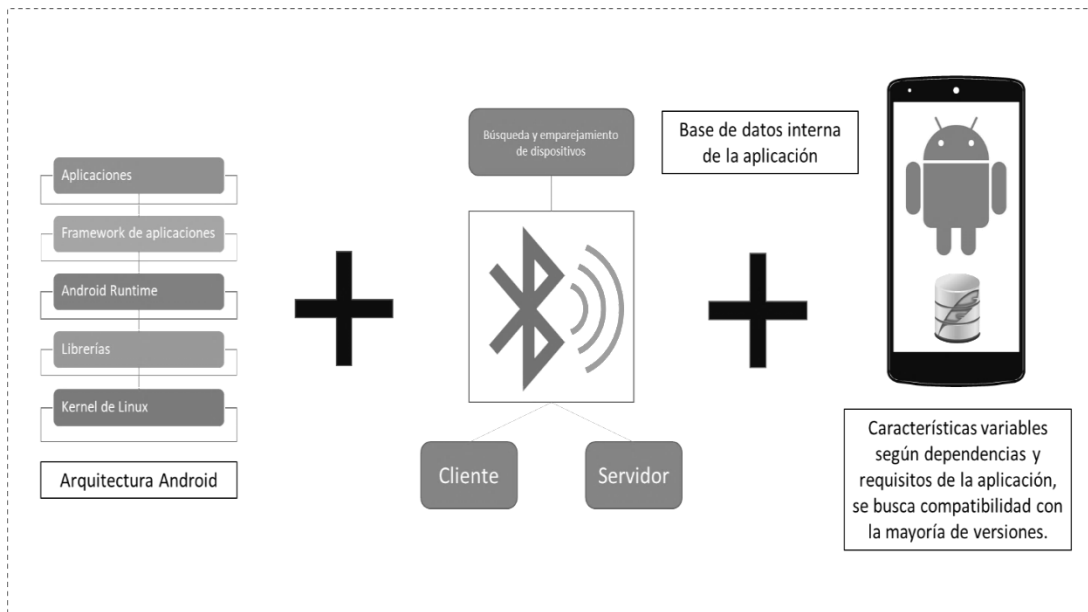 Aplicaciones
Framework de aplicaciones
Android Runtime
Librerías
Kernel de Linux
Arquitectura Android
Búsqueda y emparejamiento
de dispositivos
Cliente
Servidor
Base de datos interna
de la aplicación
Características variables
según dependencias y
requisitos de la aplicación,
se busca compatibilidad con
la mayoría de versiones.